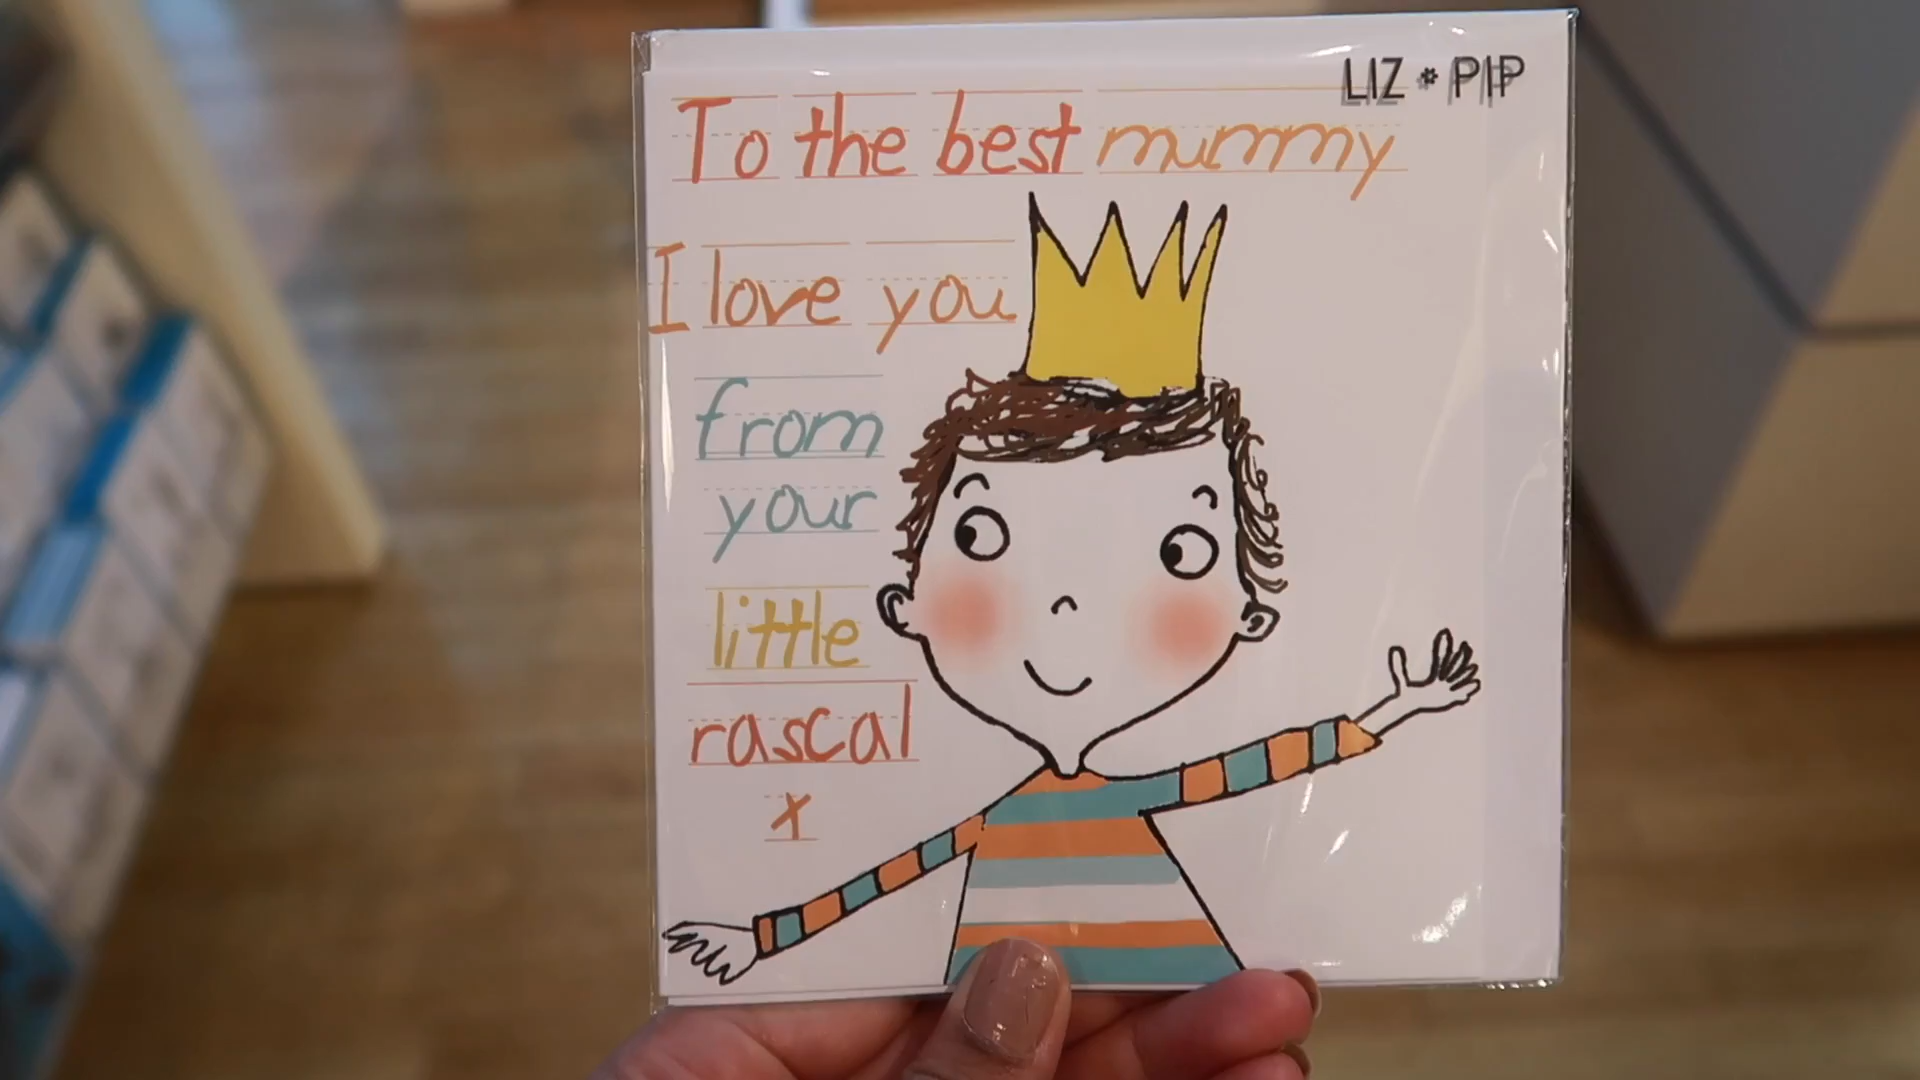 LIZ * PIP
To the best mummy
I love you
from
your
little
rascal
x